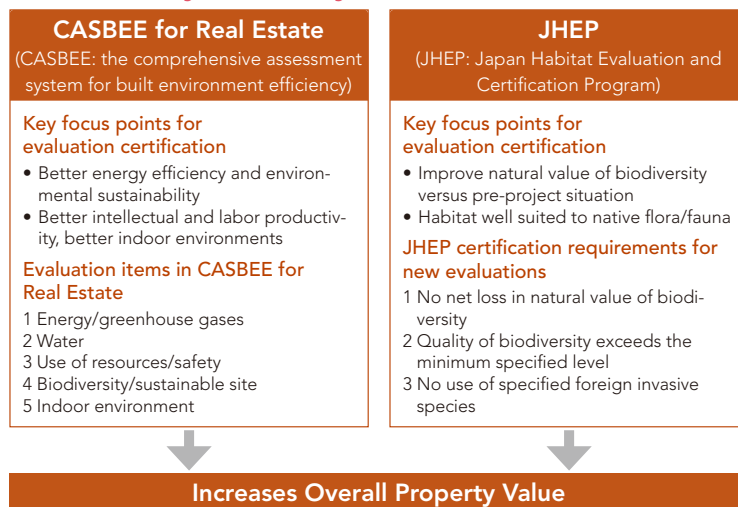 CASBEE for Real Estate
(CASBEE: the comprehensive assessment
system for built environment efficiency)
Key focus points for
evaluation certification
• Better energy efficiency and environ-
mental sustainability
• Better intellectual and labor productiv-
ity, better indoor environments
Evaluation items in CASBEE for
Real Estate
1 Energy/greenhouse gases
2 Water
3 Use of resources/safety
4 Biodiversity/sustainable site
5 Indoor environment
JHEP
(JHEP: Japan Habitat Evaluation and
Certification Program)
Key focus points for
evaluation certification
• Improve natural value of biodiversity
versus pre-project situation
• Habitat well suited to native flora/fauna
JHEP certification requirements for
new evaluations
1 No net loss in natural value of biodi-
versity
2 Quality of biodiversity exceeds the
minimum specified level
3 No use of specified foreign invasive
species
Increases Overall Property Value